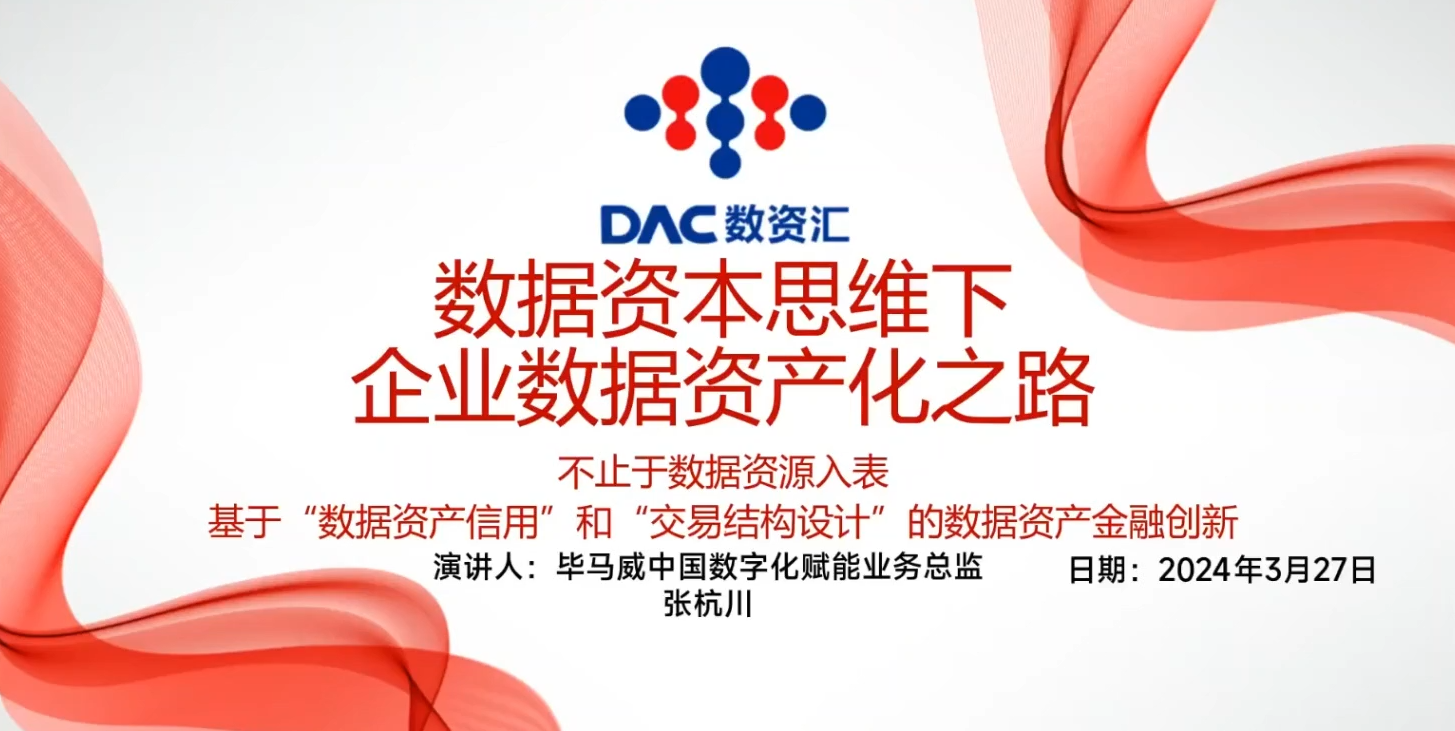 DAC数资汇
数据资本思维下
企业数据资产化之路
不止于数据资源入表
基于“数据资产信用”和“交易结构设计”的数据资产金融创新
演讲人：毕马威中国数字化赋能业务总监
张杭川
日期：2024年3月27日